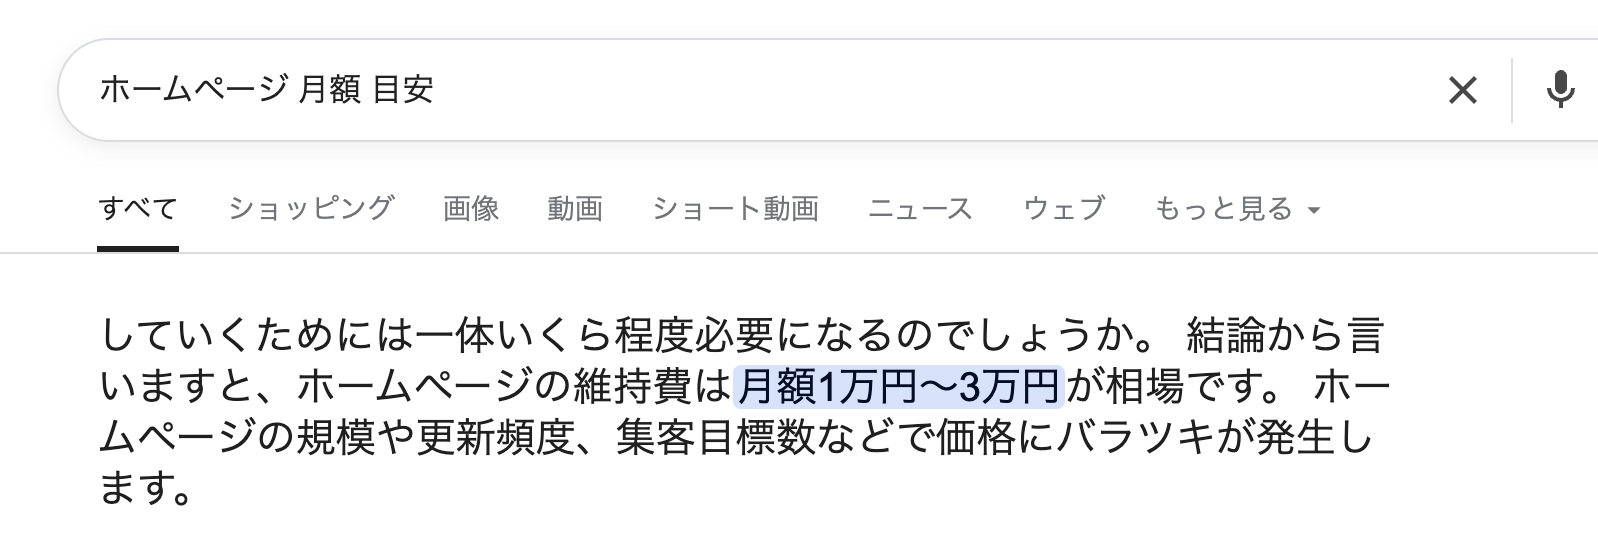 ホームページ 月額 目安
すべて ショッピング 画像 動画 ショート動画 ニュース ウェブ もっと見る
していくためには一体いくら程度必要になるのでしょうか。 結論から言
いますと、ホームページの維持費は月額1万円〜3万円が相場です。 ホー
ムページの規模や更新頻度、集客目標数などで価格にバラツキが発生し
ます。